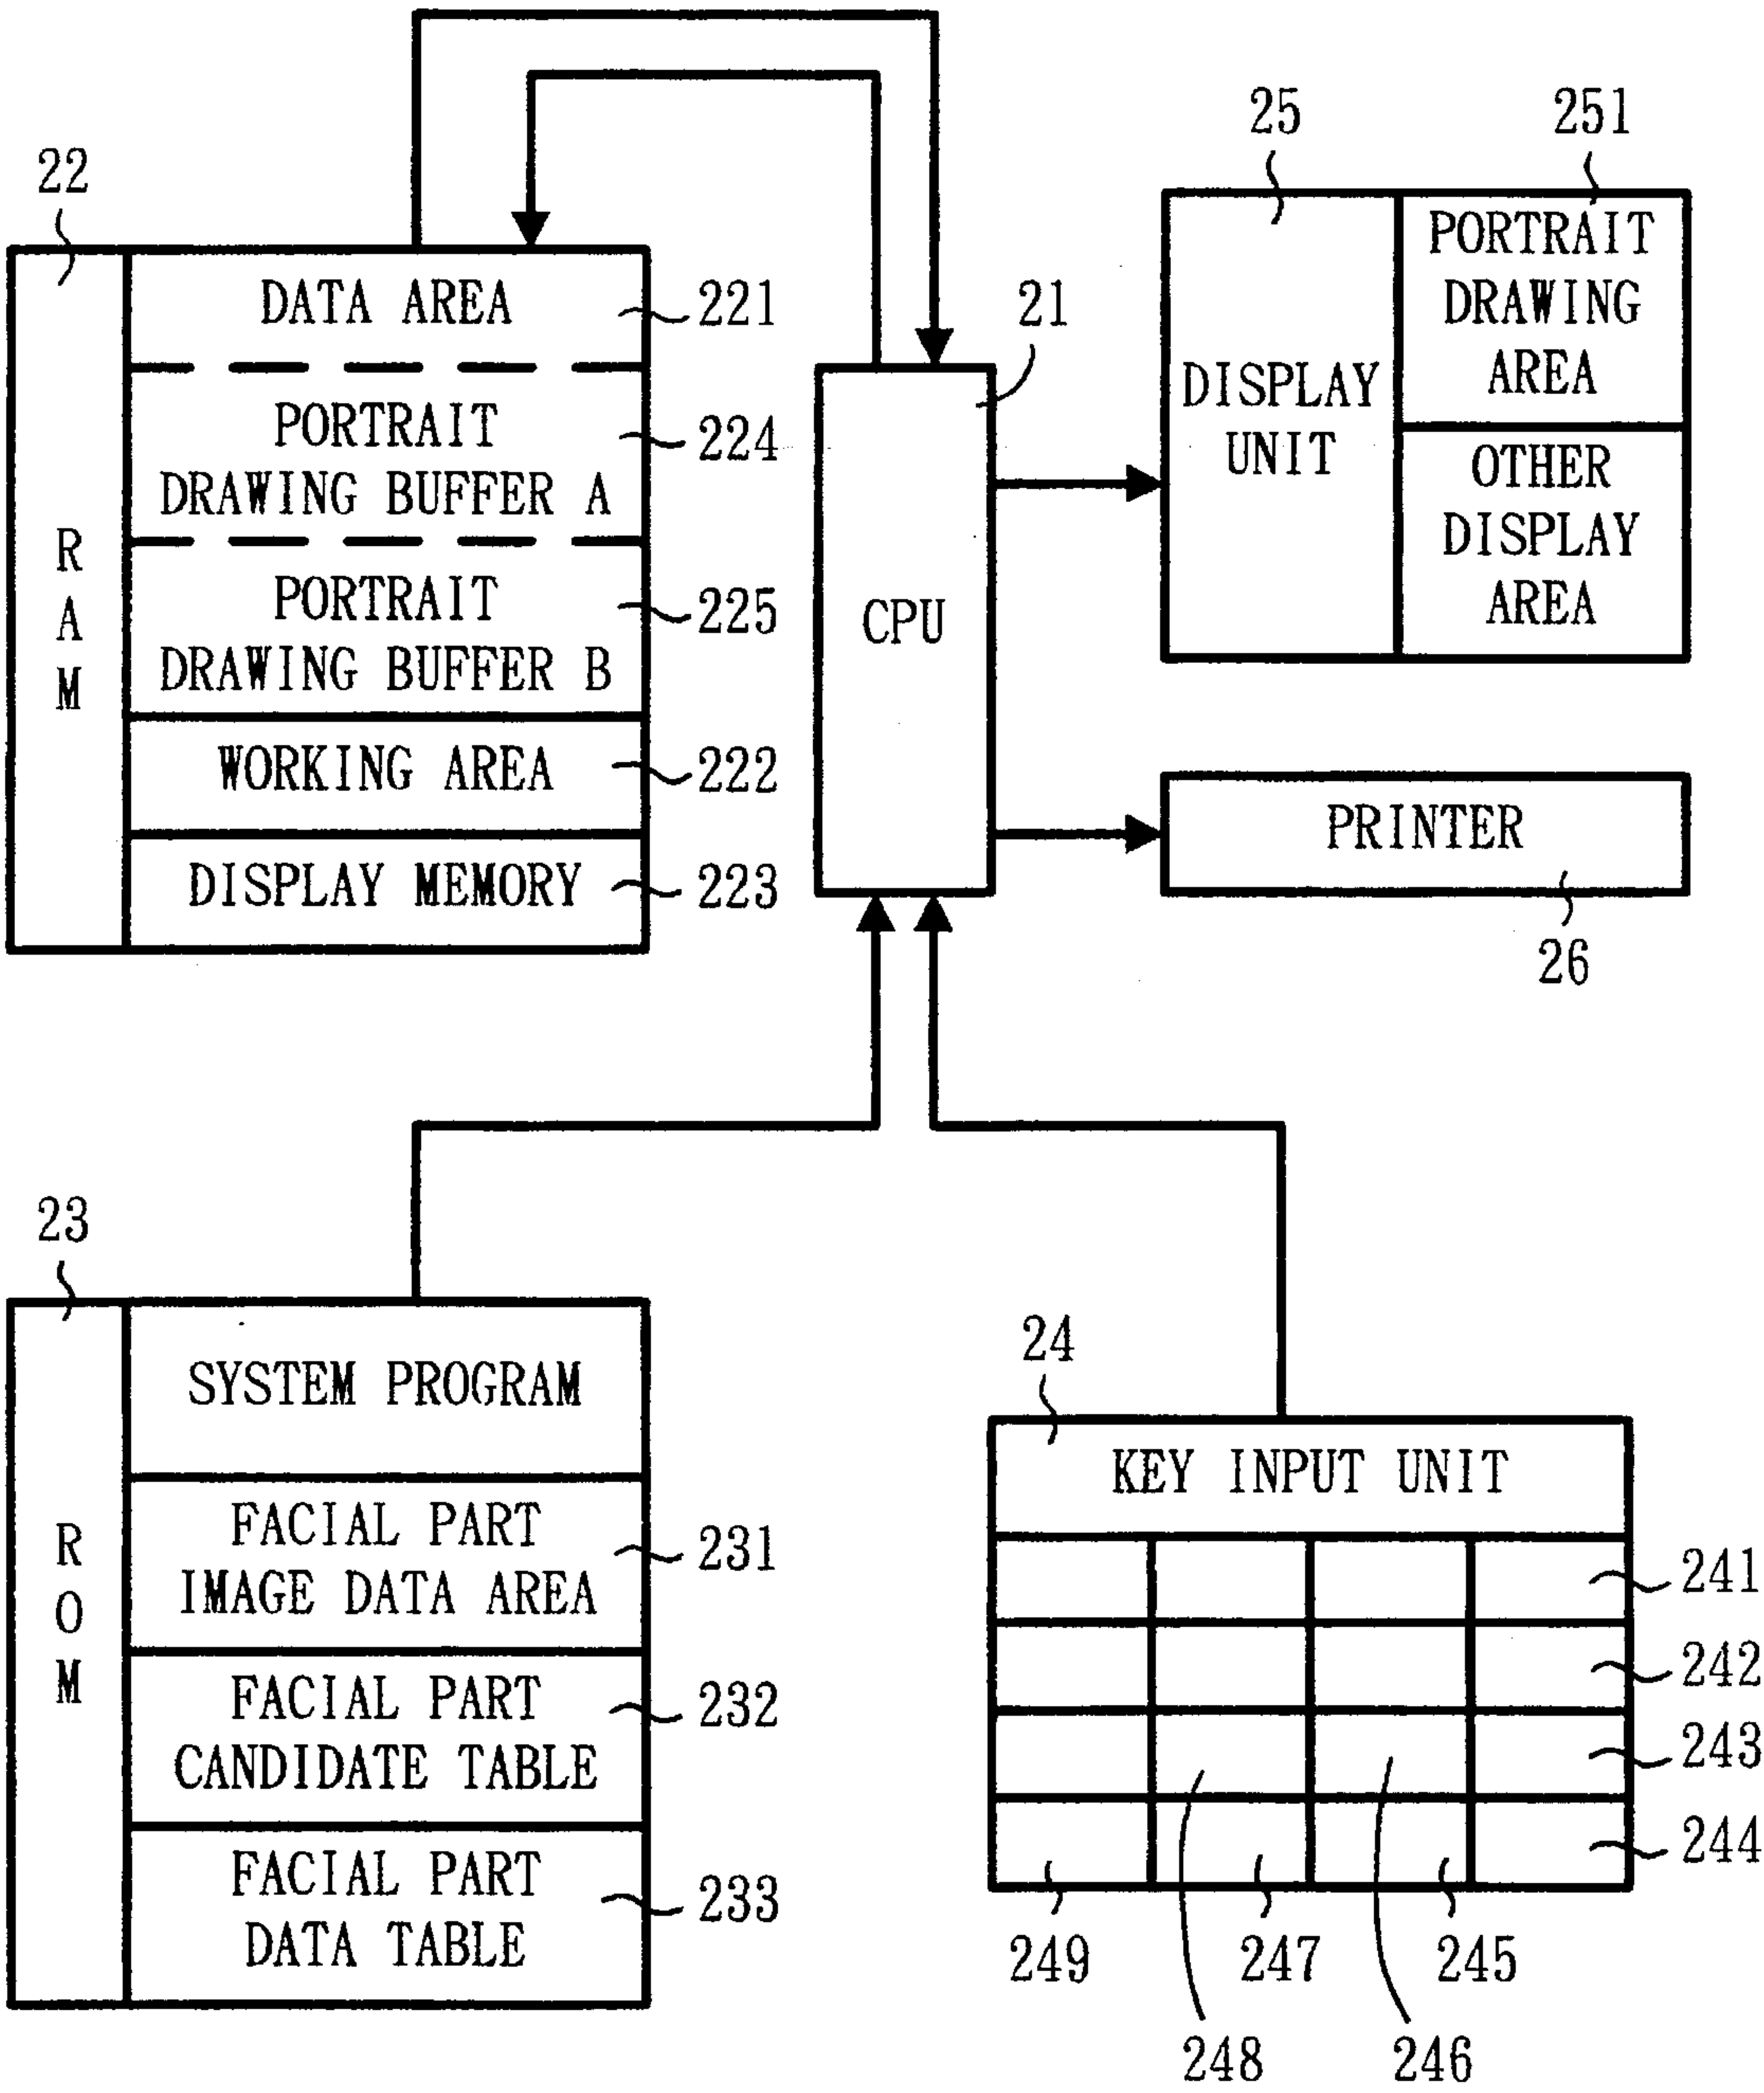 22
RAM
DATA AREA
221
PORTRAIT
DRAWING BUFFER A
224
PORTRAIT
DRAWING BUFFER B
225
WORKING AREA
222
DISPLAY MEMORY
223
21
CPU
25
251
DISPLAY
UNIT
PORTRAIT
DRAWING
AREA
OTHER
DISPLAY
AREA
PRINTER
26
23
ROM
SYSTEM PROGRAM
FACIAL PART
IMAGE DATA AREA
231
FACIAL PART
CANDIDATE TABLE
232
FACIAL PART
DATA TABLE
233
24
KEY INPUT UNIT
241
242
243
244
249
247
245
248
246